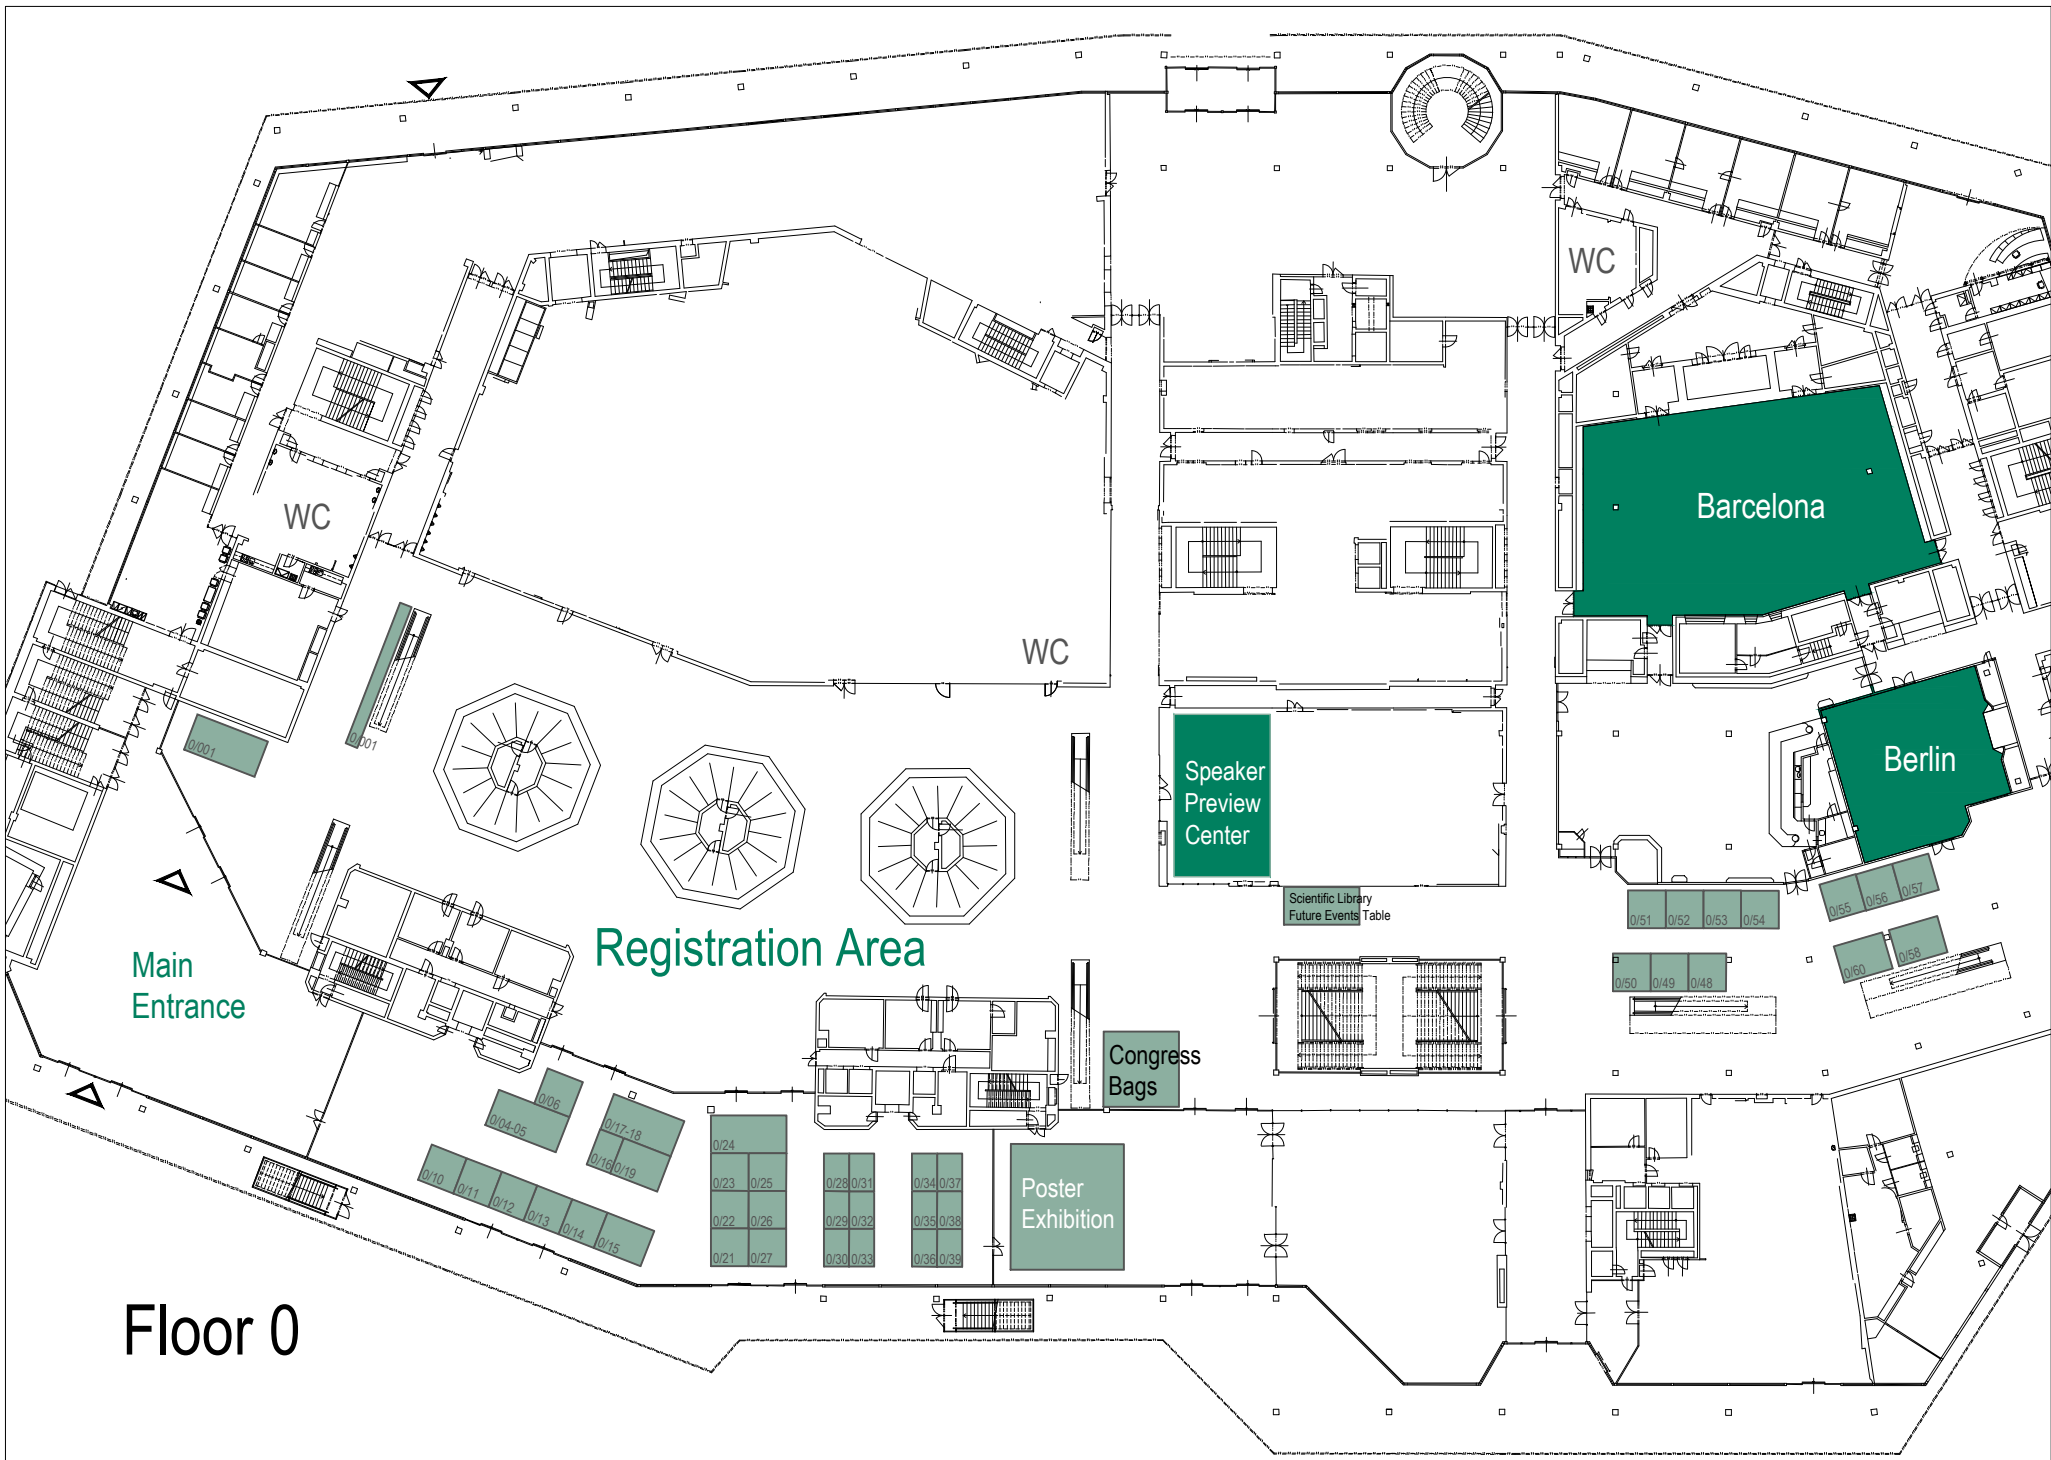 WC
Barcelona
WC
WC
0/001
0/001
Berlin
Speaker
Preview
Center
Scientific Library
Future Events Table
0/51 0/52 0/53 0/54
0/55 0/56 0/57
Registration Area
Main
Entrance
0/50 0/49 0/48
0/60 0/58
Congress
Bags
0/06
0/04-05
0/17-18
0/16 0/19
0/24
0/23 0/25
0/22 0/26
0/21 0/27
0/10 0/11 0/12 0/13 0/14 0/15
0/28 0/31
0/29 0/32
0/30 0/33
0/34 0/37
0/35 0/38
0/36 0/39
Poster
Exhibition
Floor 0